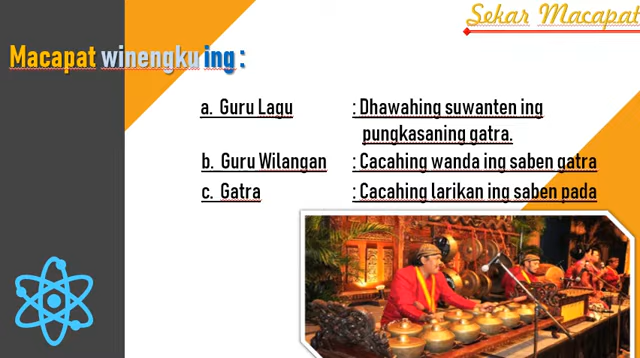 Sekar Macapat
Macapat winengku ing :
a. Guru Lagu : Dhawahing suwanten ing
pungkasaning gatra.
b. Guru Wilangan : Cacahing wanda ing saben gatra
c. Gatra : Cacahing larikan ing saben pada